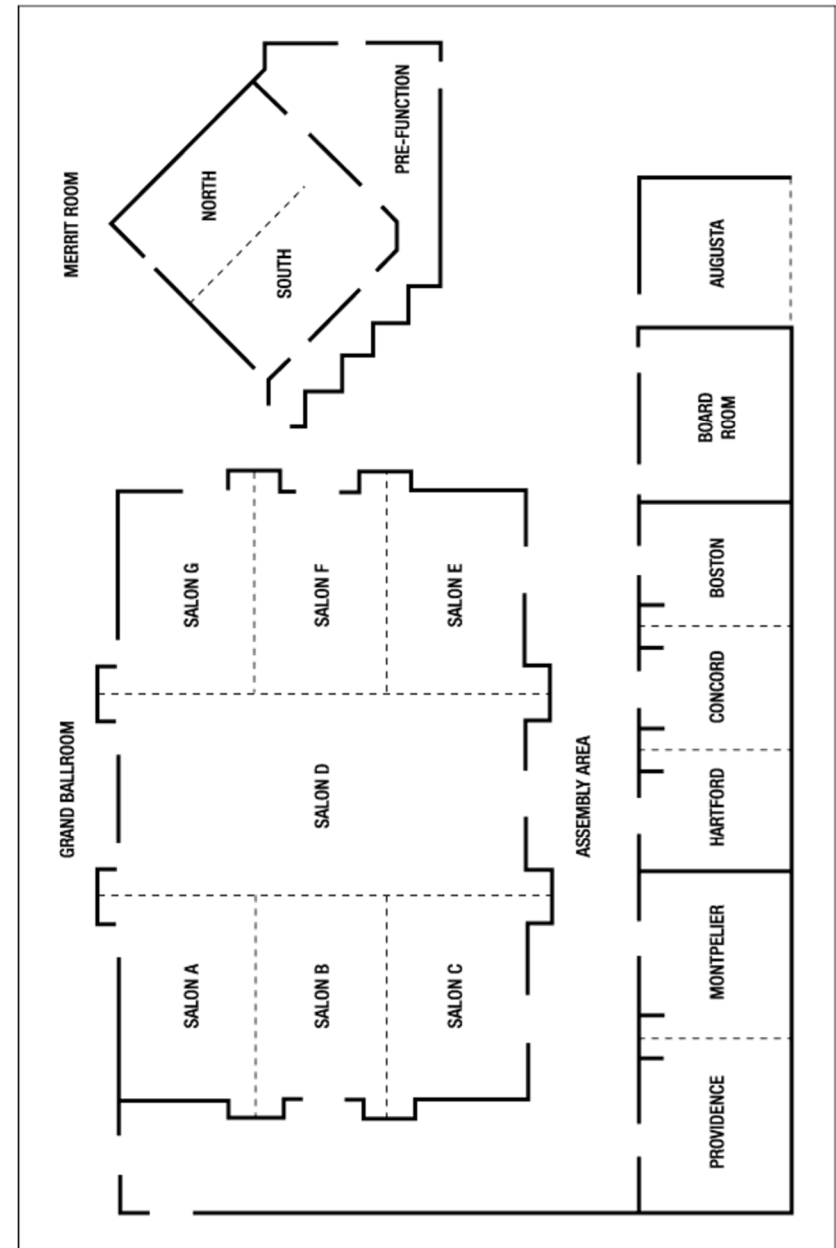 MERRIT ROOM
NORTH
SOUTH
PRE-FUNCTION
GRAND BALLROOM
SALON A
SALON B
SALON C
SALON D
SALON G
SALON F
SALON E
ASSEMBLY AREA
PROVIDENCE
MONTPELIER
HARTFORD
CONCORD
BOSTON
BOARD
ROOM
AUGUSTA